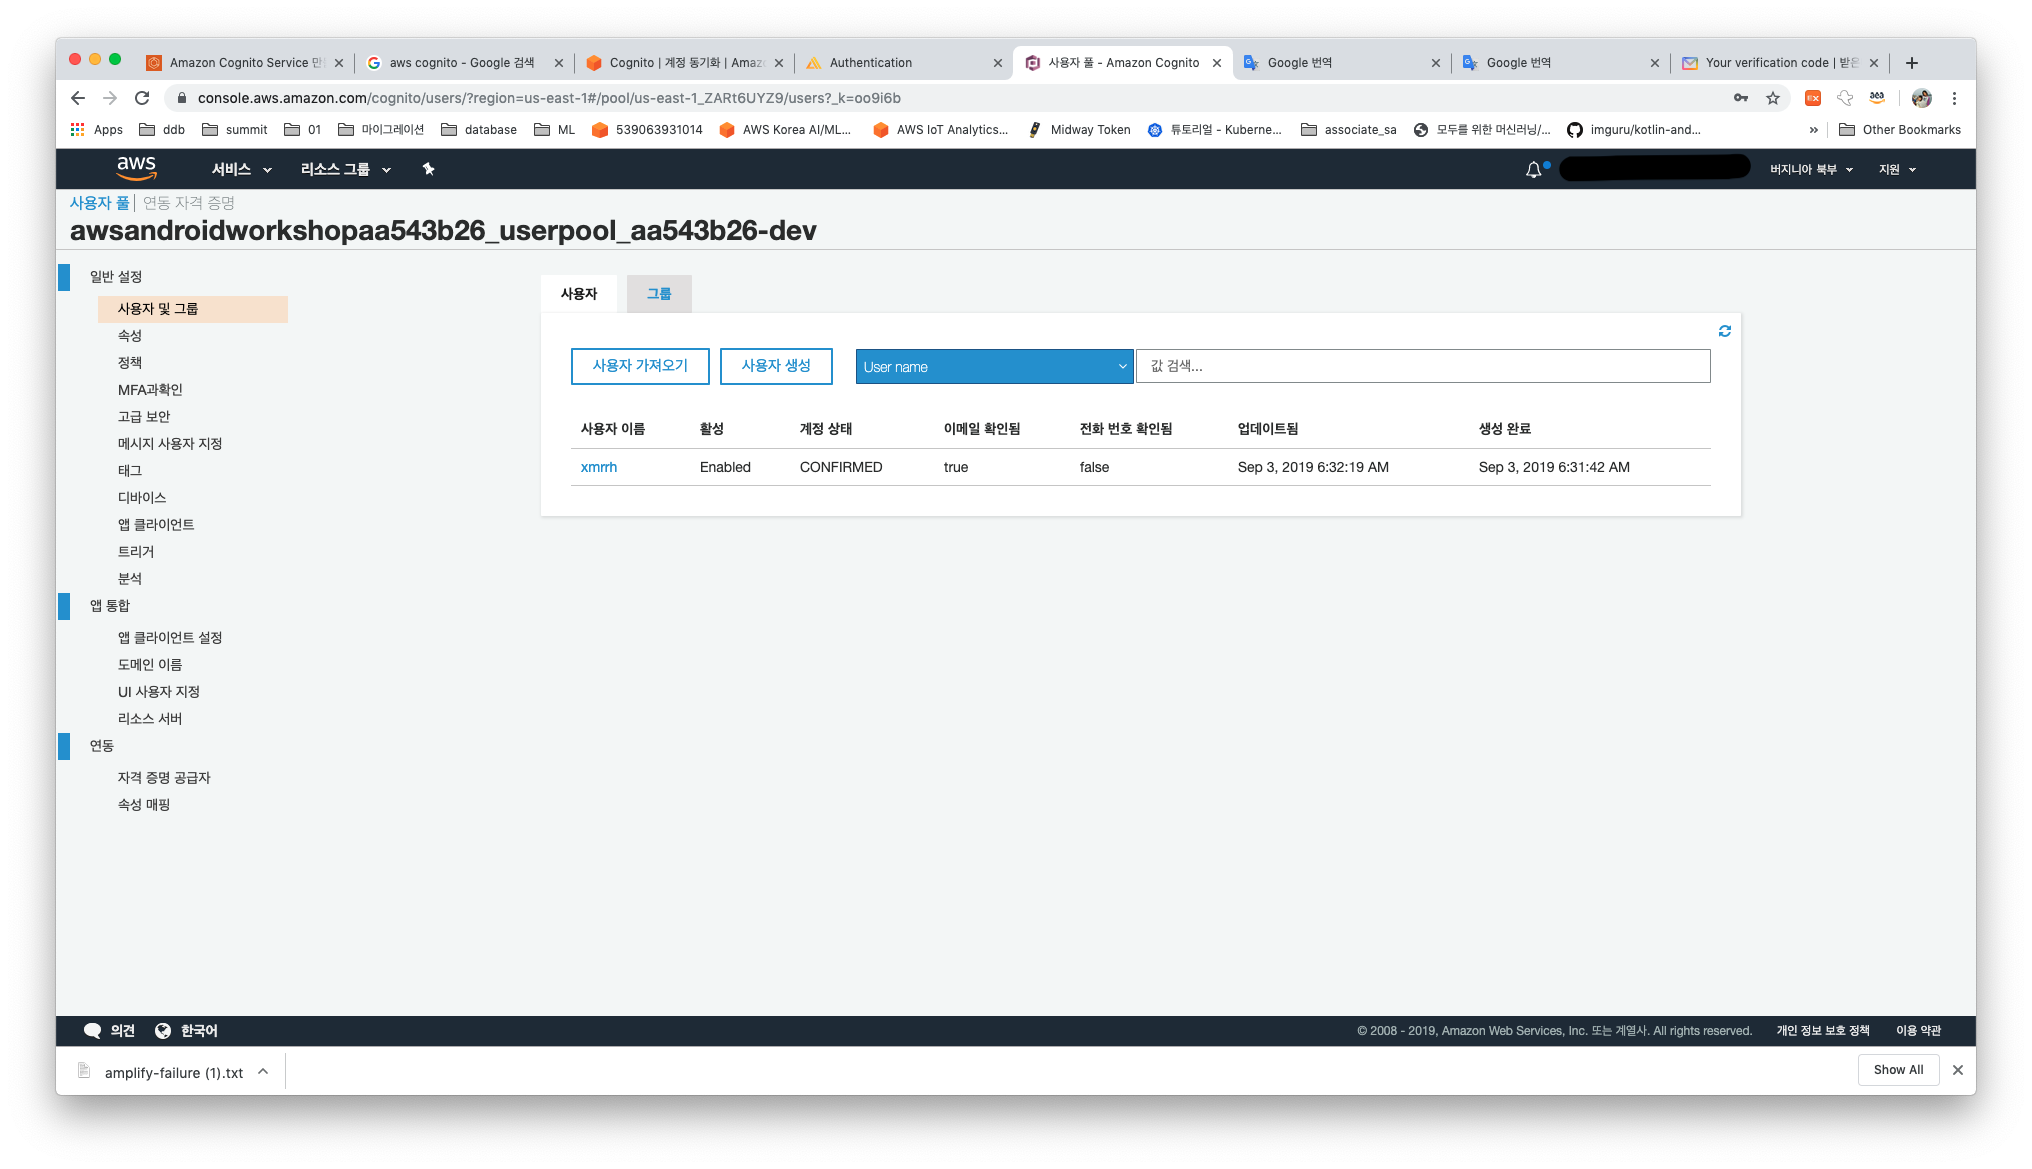 Amazon Cognito Service 만
aws cognito - Google 검색
Cognito | 계정 동기화 | Amaz
Authentication
사용자 풀 - Amazon Cognito
Google 번역
Google 번역
Your verification code | 받은
console.aws.amazon.com/cognito/users/?region=us-east-1#/pool/us-east-1_ZARt6UYZ9/users?_k=oo9i6b
Apps ddb summit 01 마이그레이션 database ML 539063931014 AWS Korea AI/ML... AWS IoT Analytics... Midway Token 튜토리얼 - Kuberne... associate_sa 모두를 위한 머신러닝/... imguru/kotlin-and... » Other Bookmarks
aws 서비스 리소스 그룹 버지니아 북부 지원
사용자 풀 | 연동 자격 증명
awsandroidworkshopaa543b26_userpool_aa543b26-dev
일반 설정
사용자 및 그룹
속성
정책
MFA과확인
고급 보안
메시지 사용자 지정
태그
디바이스
앱 클라이언트
트리거
분석
앱 통합
앱 클라이언트 설정
도메인 이름
UI 사용자 지정
리소스 서버
연동
자격 증명 공급자
속성 매핑
사용자 그룹
사용자 가져오기 사용자 생성 User name 값 검색...
사용자 이름 활성 계정 상태 이메일 확인됨 전화 번호 확인됨 업데이트됨 생성 완료
xmrrh Enabled CONFIRMED true false Sep 3, 2019 6:32:19 AM Sep 3, 2019 6:31:42 AM
의견 한국어 © 2008 - 2019, Amazon Web Services, Inc. 또는 계열사. All rights reserved. 개인 정보 보호 정책 이용 약관
amplify-failure (1).txt Show All